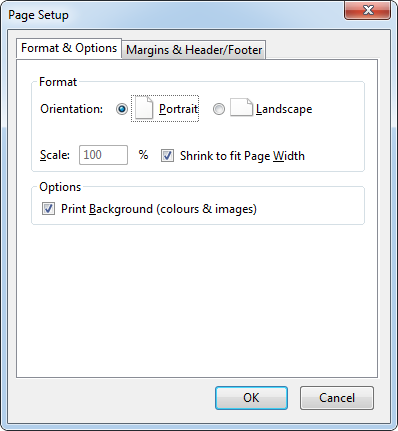 Page Setup
Format & Options Margins & Header/Footer
Format
Orientation: Portrait Landscape
Scale: 100 % Shrink to fit Page Width
Options
Print Background (colours & images)
OK Cancel